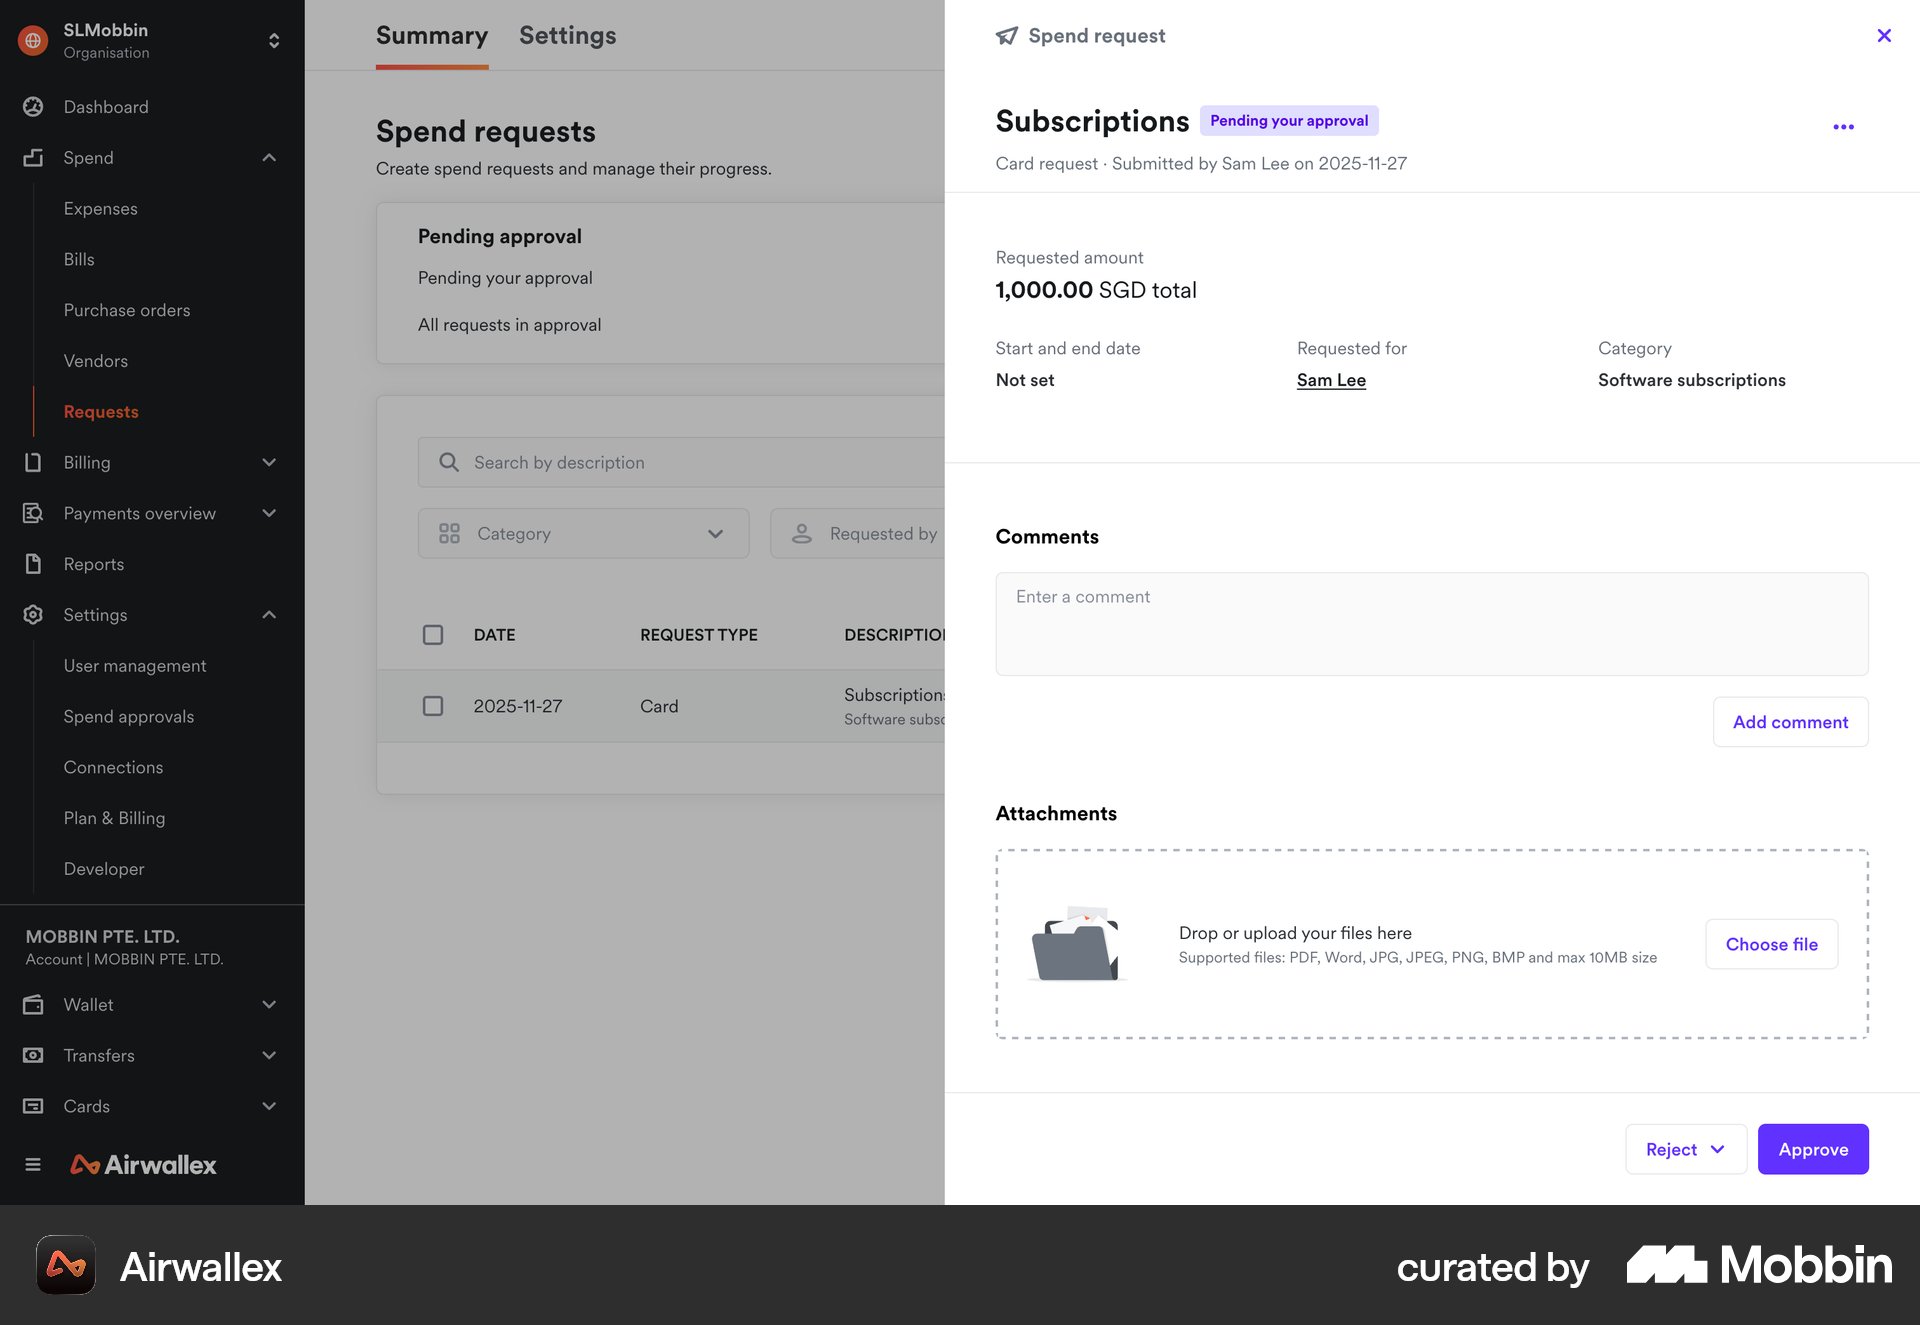 SLMobbin
Organisation
Dashboard
Spend
Expenses
Bills
Purchase orders
Vendors
Requests
Billing
Payments overview
Reports
Settings
User management
Spend approvals
Connections
Plan & Billing
Developer
MOBBIN PTE. LTD.
Account | MOBBIN PTE. LTD.
Wallet
Transfers
Cards
Airwallex
Summary
Settings
Spend requests
Create spend requests and manage their progress.
Pending approval
Pending your approval
All requests in approval
Search by description
Category
Requested by
DATE
REQUEST TYPE
DESCRIPTIO
2025-11-27
Card
Subscription
Software subsc
Spend request
Subscriptions
Pending your approval
Card request · Submitted by Sam Lee on 2025-11-27
Requested amount
1,000.00 SGD total
Start and end date
Not set
Requested for
Sam Lee
Category
Software subscriptions
Comments
Enter a comment
Add comment
Attachments
Drop or upload your files here
Supported files: PDF, Word, JPG, JPEG, PNG, BMP and max 10MB size
Choose file
Reject
Approve
Airwallex
curated by
Mobbin